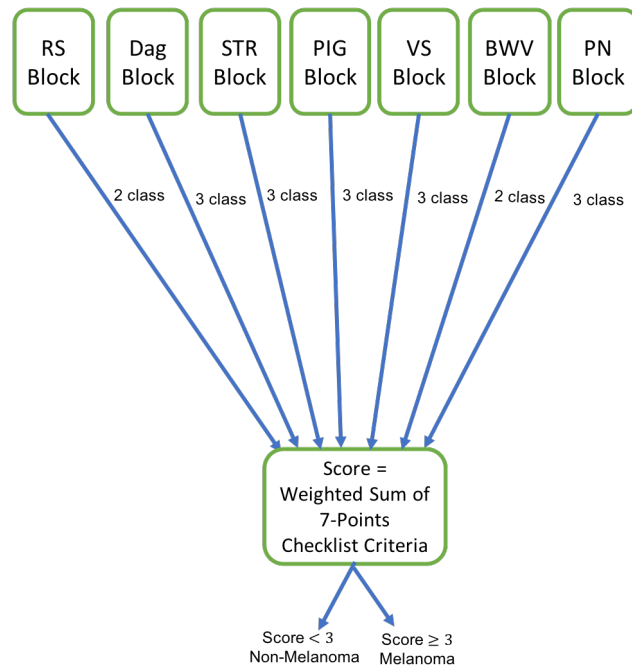 RS
Block
Dag
Block
STR
Block
PIG
Block
VS
Block
BWV
Block
PN
Block
2 class
3 class
3 class
3 class
3 class
2 class
3 class
Score =
Weighted Sum of
7-Points
Checklist Criteria
Score < 3
Non-Melanoma
Score ≥ 3
Melanoma